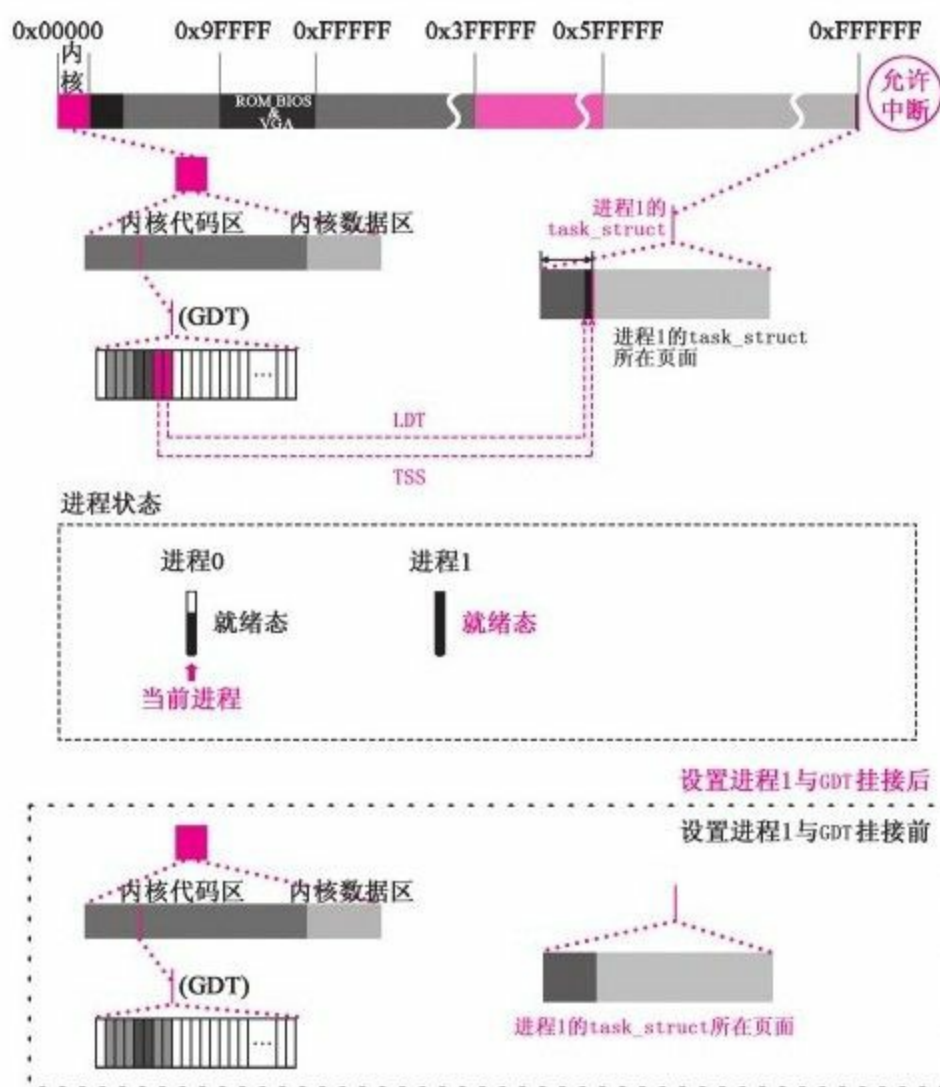 0x00000 0x9FFFF 0xFFFFF 0x3FFFFF 0x5FFFFF 0xFFFFFF
内
核
ROM BIOS
&
VGA
允许
中断
进程1的
task_struct
内核代码区 内核数据区
(GDT)
...
进程1的task_struct
所在页面
LDT
TSS
进程状态
进程0 进程1
就绪态 就绪态
当前进程
设置进程1与GDT挂接后
设置进程1与GDT挂接前
内核代码区 内核数据区
(GDT)
...
进程1的task_struct所在页面